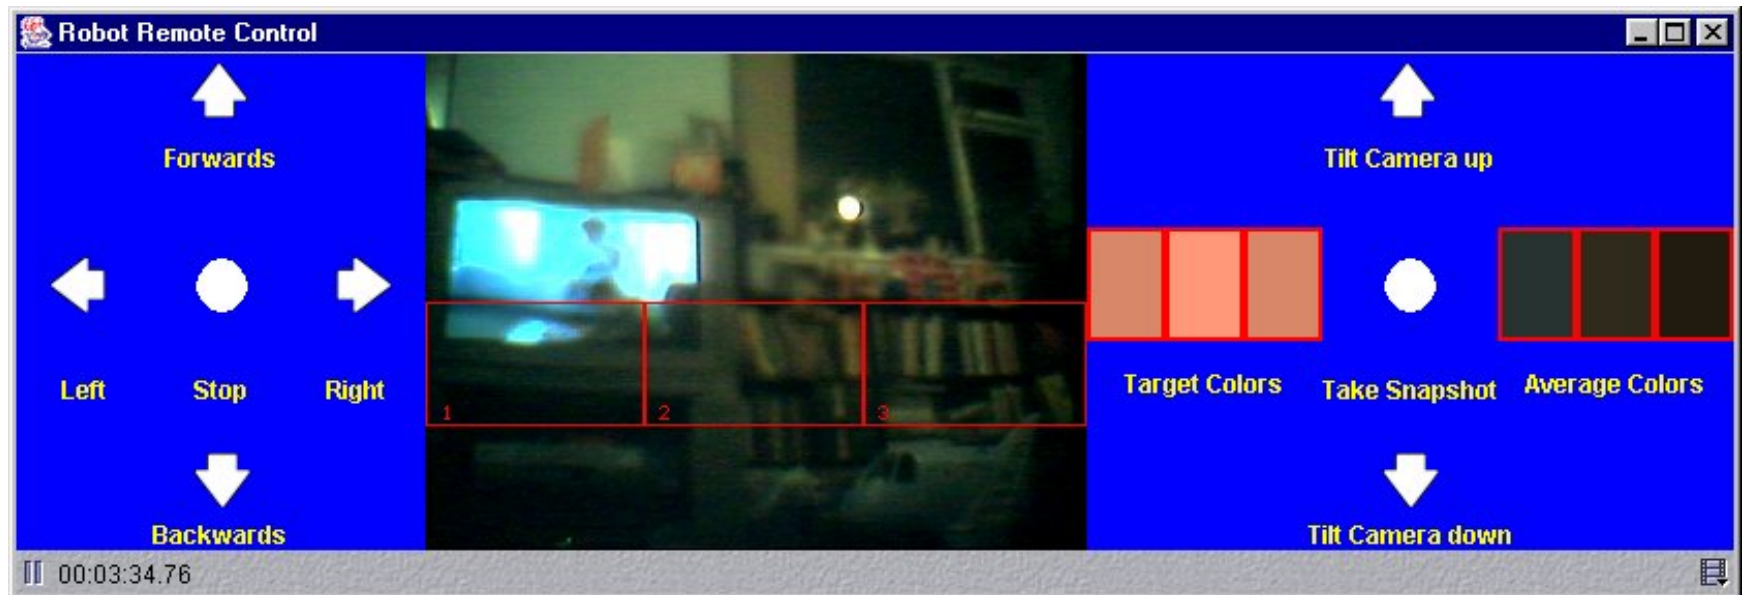 Robot Remote Control
Forwards
Left
Stop
Right
Backwards
1
2
3
Tilt Camera up
Target Colors
Take Snapshot
Average Colors
Tilt Camera down
00:03:34.76